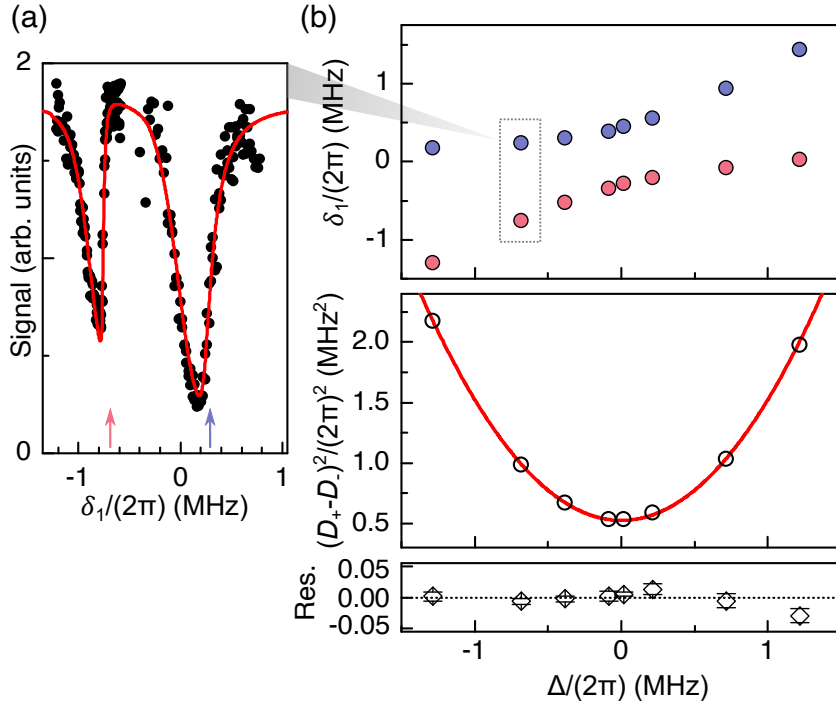 (a)
2
Signal (arb. units)
0
-1
0
1
δ₁/(2π) (MHz)
(b)
1
0
-1
δ₁/(2π) (MHz)
2.0
1.5
1.0
0.5
(D₊-D₋)²/(2π)² (MHz²)
0.05
0.00
-0.05
Res.
-1
0
1
Δ/(2π) (MHz)